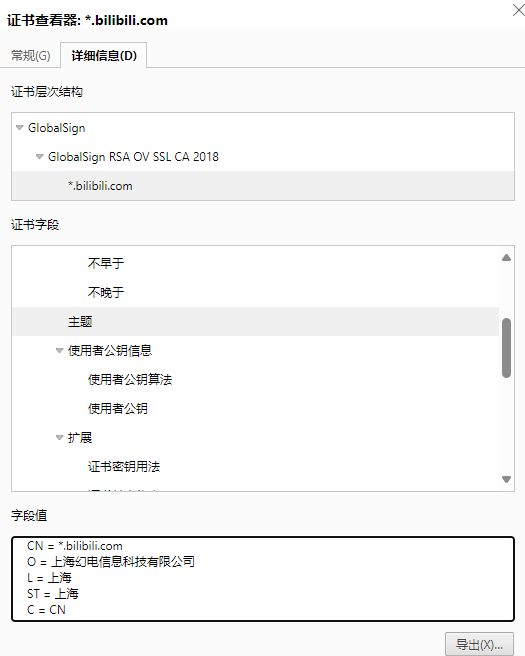 证书查看器: *.bilibili.com
常规(G)
详细信息(D)
证书层次结构
GlobalSign
GlobalSign RSA OV SSL CA 2018
*.bilibili.com
证书字段
不早于
不晚于
主题
使用者公钥信息
使用者公钥算法
使用者公钥
扩展
证书密钥用法
字段值
CN = *.bilibili.com
O = 上海幻电信息科技有限公司
L = 上海
ST = 上海
C = CN
导出(X)...